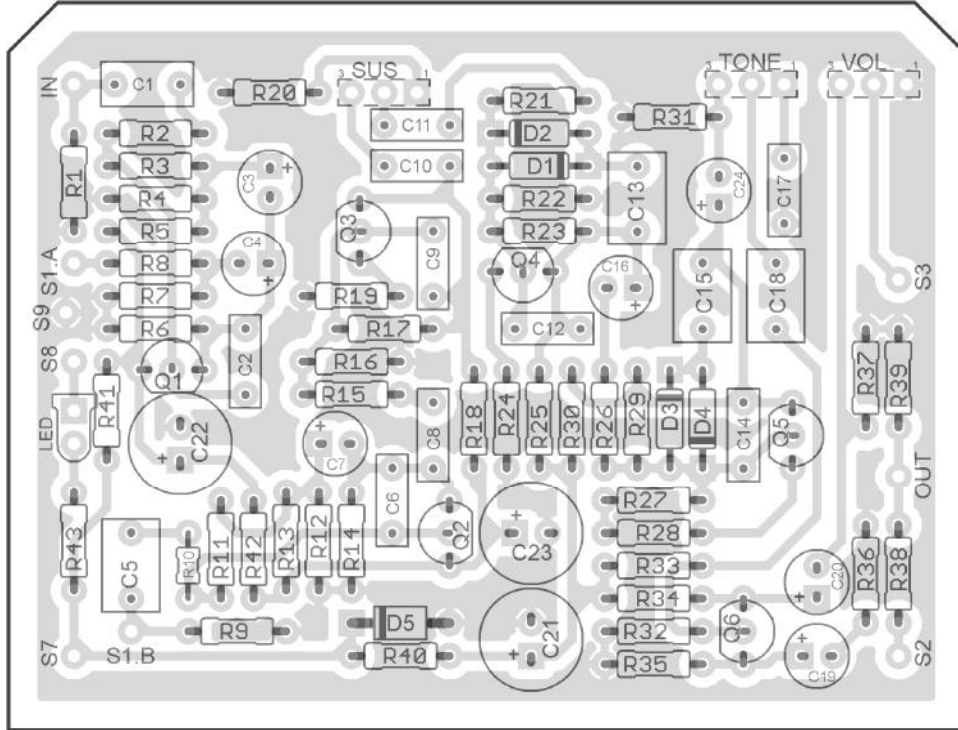 SUS
TONE
VOL
3 1
3 1
3 1
IN
C1
R20
R21
R31
R2
C11
D2
R3
C10
D1
R1
C3
R4
R22
C13
C24
C17
R5
Q3
C9
R23
S1.A
R8
C4
Q4
C16
C15
C18
S3
S9
R7
R19
R6
R17
C12
S8
Q1
C2
R16
R41
R15
R37
R39
LED
C22
C7
C8
R18
R24
R25
R30
R26
R29
D3
D4
C14
Q5
OUT
C6
R27
R43
C5
R10
R11
R42
R13
R12
R14
Q2
C23
R28
R33
C20
R36
R38
R34
R9
D5
C21
R32
Q6
S7
S1.B
R40
R35
C19
S2
+
+
+
+
+
+
+
+
+
+